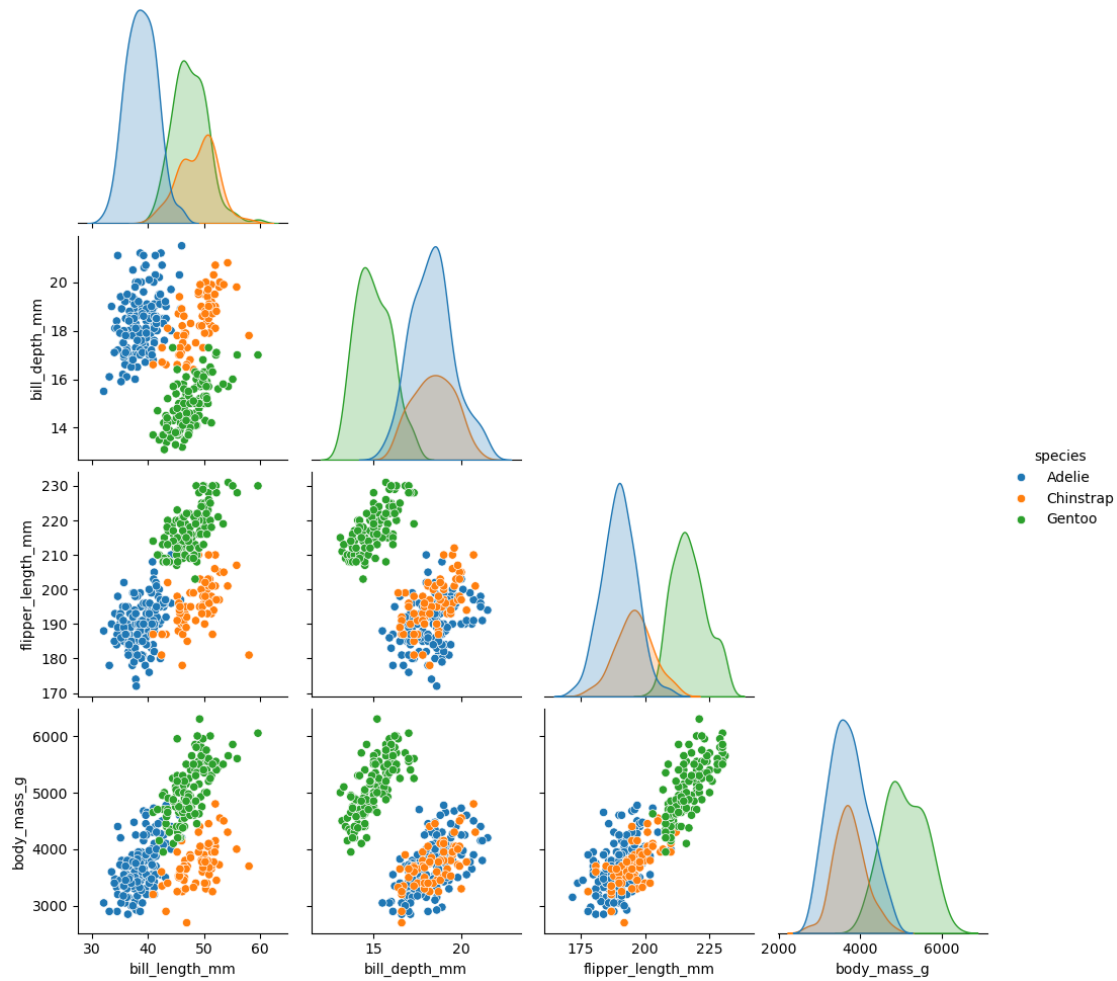 bill_depth_mm
20
18
16
14
flipper_length_mm
230
220
210
200
190
180
170
species
Adelie
Chinstrap
Gentoo
body_mass_g
6000
5000
4000
3000
30 40 50 60
15 20
175 200 225
2000 4000 6000
bill_length_mm
bill_depth_mm
flipper_length_mm
body_mass_g